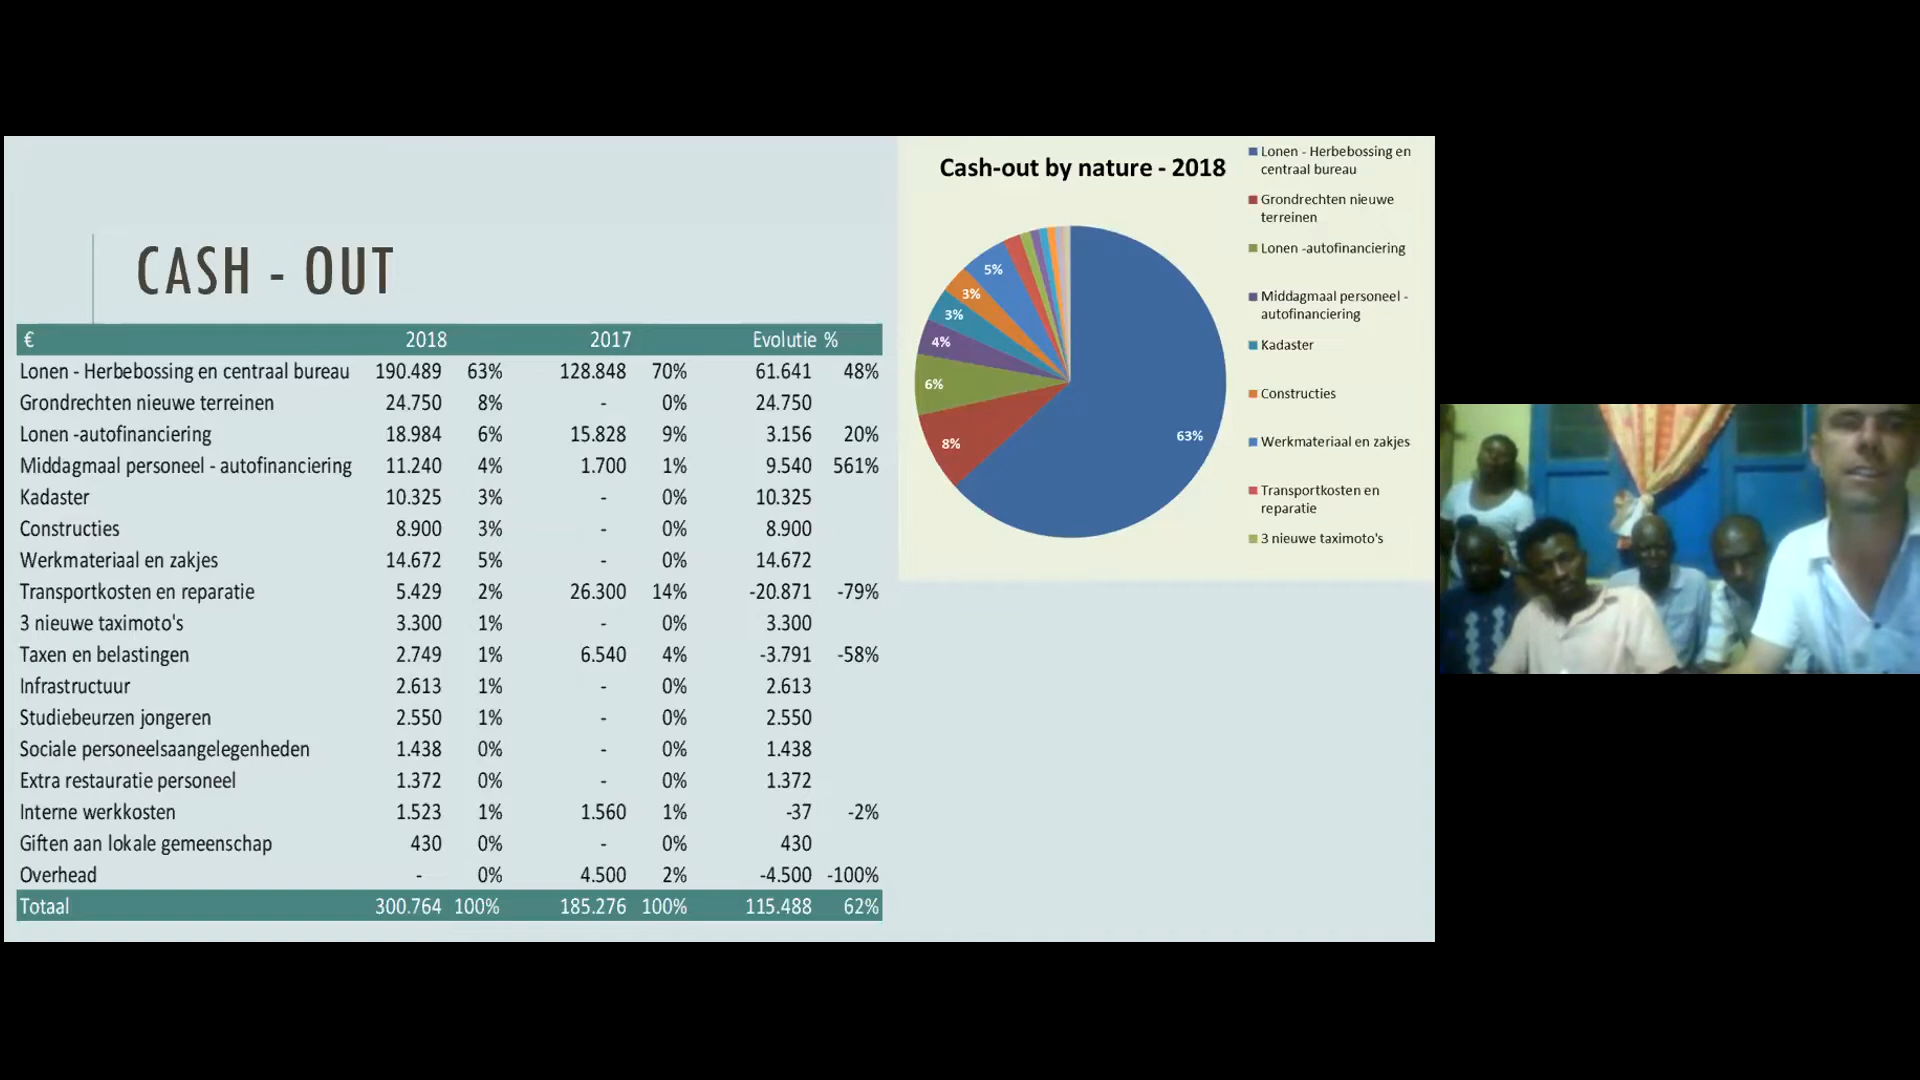 CASH - OUT
€ 2018 2017 Evolutie %
Lonen - Herbebossing en centraal bureau 190.489 63% 128.848 70% 61.641 48%
Grondrechten nieuwe terreinen 24.750 8% - 0% 24.750
Lonen -autofinanciering 18.984 6% 15.828 9% 3.156 20%
Middagmaal personeel - autofinanciering 11.240 4% 1.700 1% 9.540 561%
Kadaster 10.325 3% - 0% 10.325
Constructies 8.900 3% - 0% 8.900
Werkmateriaal en zakjes 14.672 5% - 0% 14.672
Transportkosten en reparatie 5.429 2% 26.300 14% -20.871 -79%
3 nieuwe taximoto's 3.300 1% - 0% 3.300
Taxen en belastingen 2.749 1% 6.540 4% -3.791 -58%
Infrastructuur 2.613 1% - 0% 2.613
Studiebeurzen jongeren 2.550 1% - 0% 2.550
Sociale personeelsaangelegenheden 1.438 0% - 0% 1.438
Extra restauratie personeel 1.372 0% - 0% 1.372
Interne werkkosten 1.523 1% 1.560 1% -37 -2%
Giften aan lokale gemeenschap 430 0% - 0% 430
Overhead - 0% 4.500 2% -4.500 -100%
Totaal 300.764 100% 185.276 100% 115.488 62%
Cash-out by nature - 2018
5%
3%
3%
4%
6%
8%
63%
Lonen - Herbebossing en
centraal bureau
Grondrechten nieuwe
terreinen
Lonen -autofinanciering
Middagmaal personeel -
autofinanciering
Kadaster
Constructies
Werkmateriaal en zakjes
Transportkosten en
reparatie
3 nieuwe taximoto's